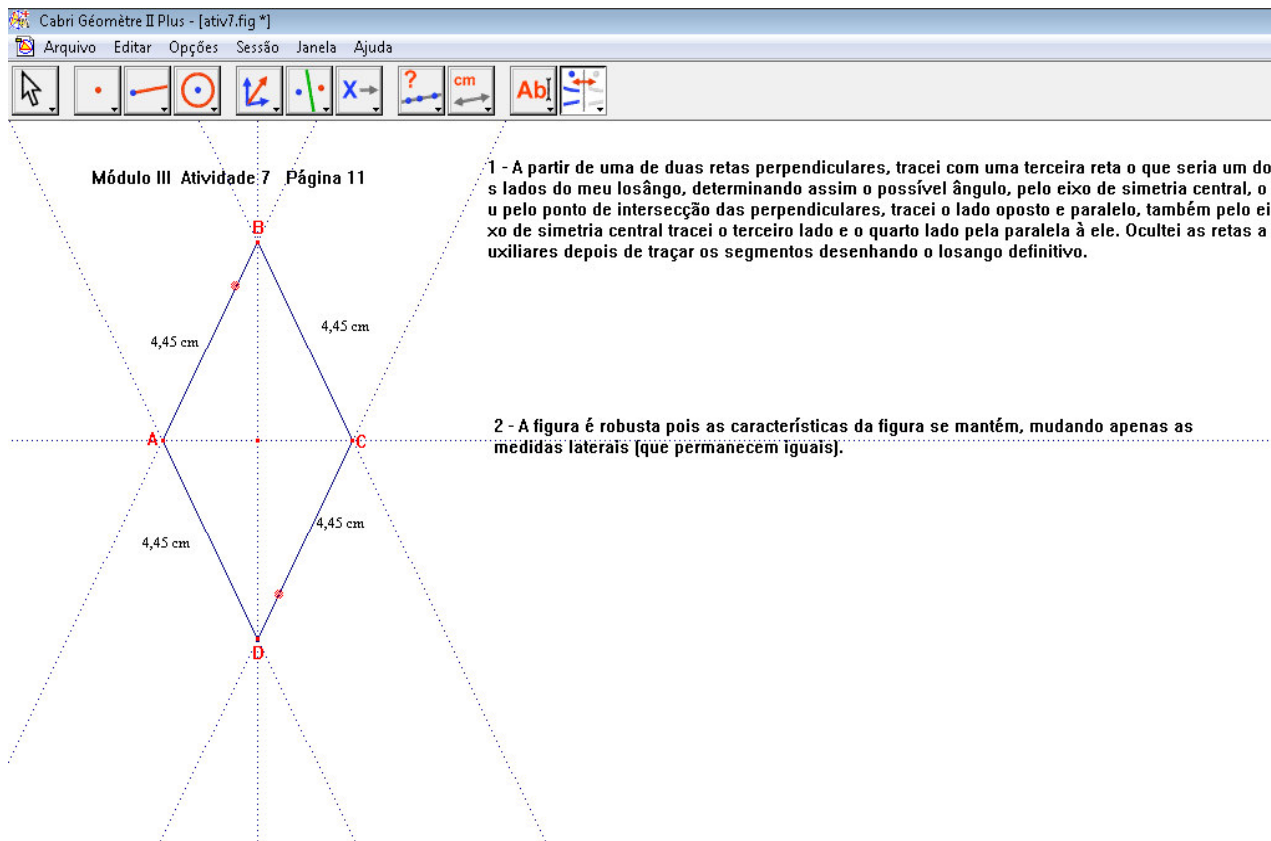 Cabri Géomètre II Plus - [ativ7.fig *]
Arquivo Editar Opções Sessão Janela Ajuda
? cm Ab
Módulo III Atividade 7 Página 11
1 - A partir de uma de duas retas perpendiculares, tracei com uma terceira reta o que seria um do
s lados do meu losângo, determinando assim o possível ângulo, pelo eixo de simetria central, o
u pelo ponto de intersecção das perpendiculares, tracei o lado oposto e paralelo, também pelo ei
xo de simetria central tracei o terceiro lado e o quarto lado pela paralela à ele. Ocultei as retas a
uxiliares depois de traçar os segmentos desenhando o losango definitivo.
B
4,45 cm
4,45 cm
A
C
2 - A figura é robusta pois as características da figura se mantém, mudando apenas as
medidas laterais (que permanecem iguais).
4,45 cm
4,45 cm
D